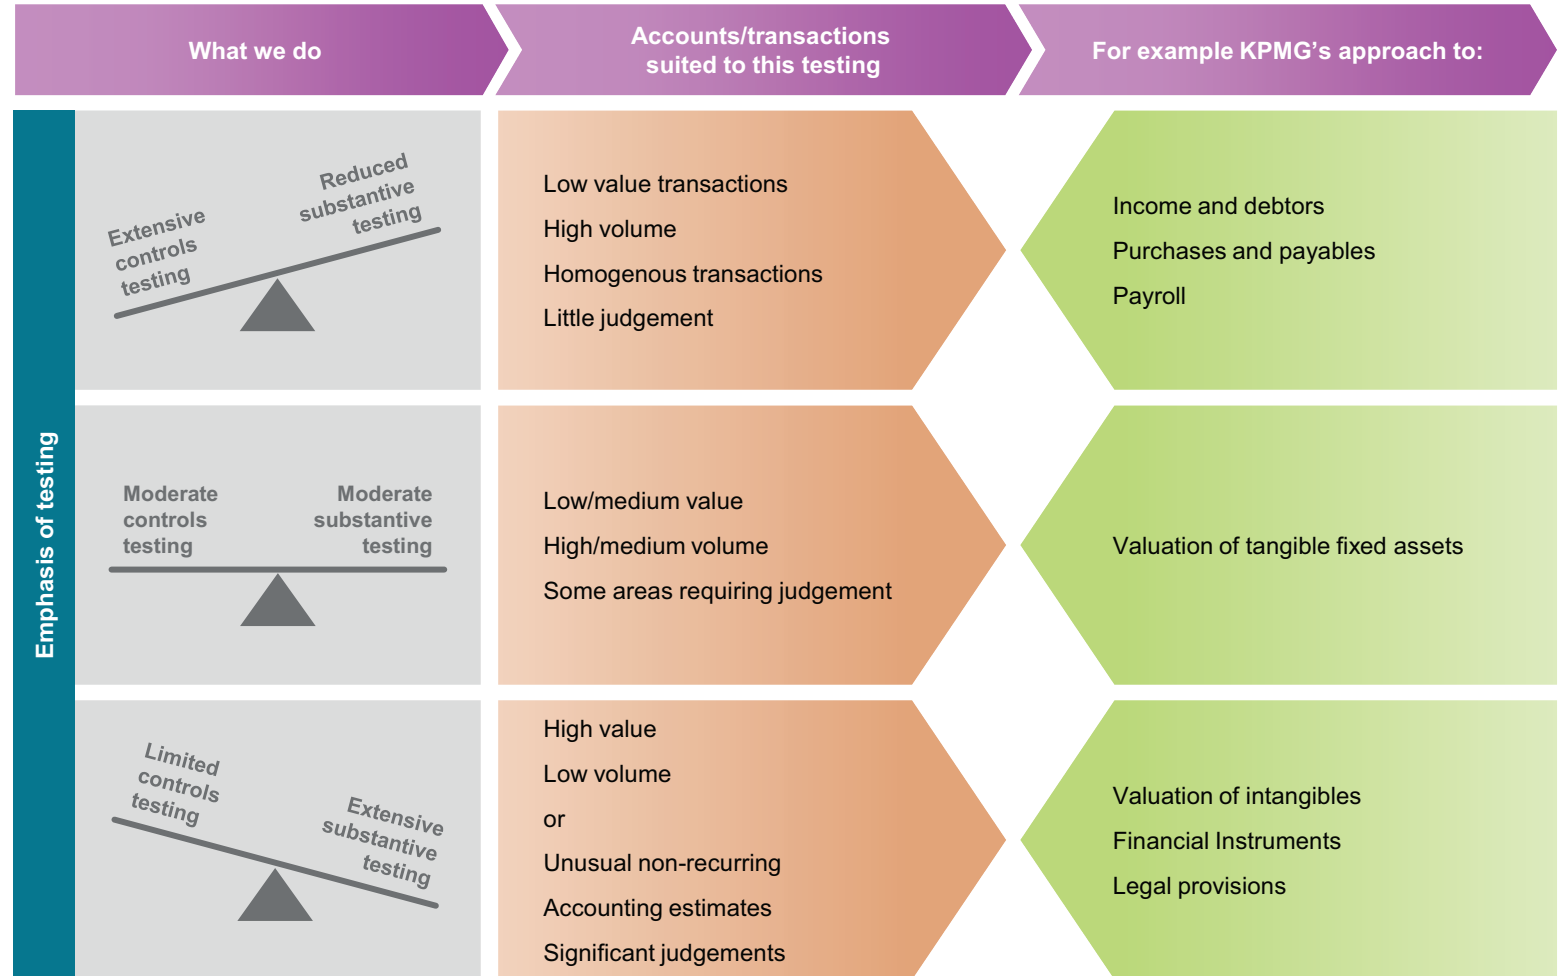 What we do
Accounts/transactions
suited to this testing
For example KPMG's approach to:
Emphasis of testing
Extensive
controls
testing
Reduced
substantive
testing
Low value transactions
High volume
Homogenous transactions
Little judgement
Income and debtors
Purchases and payables
Payroll
Moderate
controls
testing
Moderate
substantive
testing
Low/medium value
High/medium volume
Some areas requiring judgement
Valuation of tangible fixed assets
Limited
controls
testing
Extensive
substantive
testing
High value
Low volume
or
Unusual non-recurring
Accounting estimates
Significant judgements
Valuation of intangibles
Financial Instruments
Legal provisions